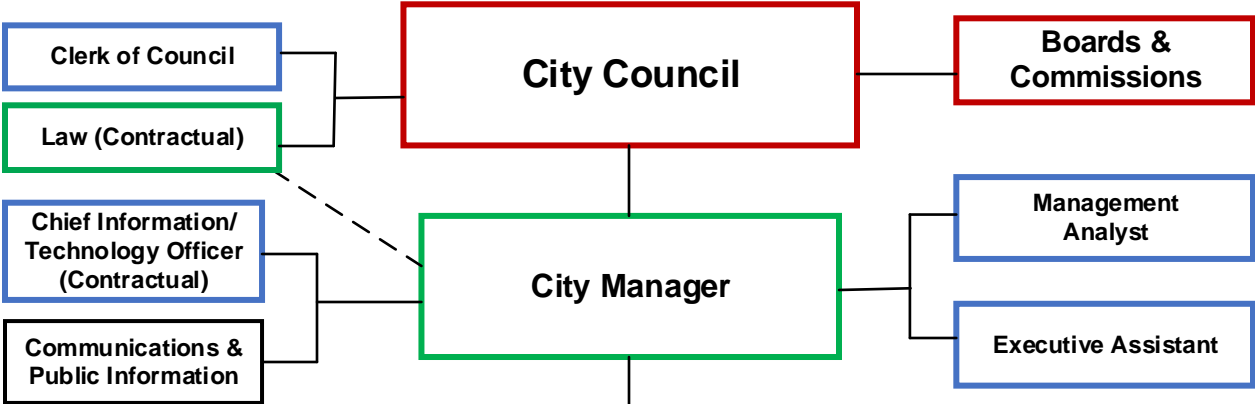 Clerk of Council
City Council
Boards &
Commissions
Law (Contractual)
Chief Information/
Technology Officer
(Contractual)
City Manager
Management
Analyst
Communications &
Public Information
Executive Assistant